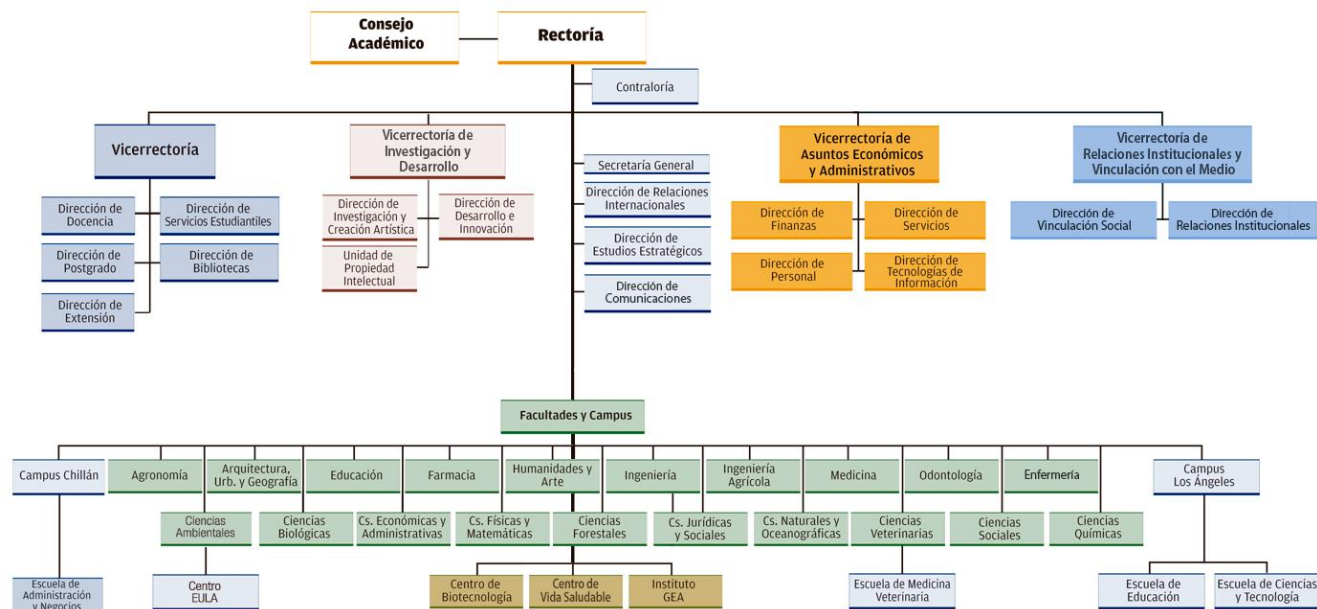 Consejo
Académico
Rectoría
Contraloría
Vicerrectoría
Vicerrectoría de
Investigación y
Desarrollo
Vicerrectoría de
Asuntos Económicos
y Administrativos
Vicerrectoría de
Relaciones Institucionales y
Vinculación con el Medio
Dirección de
Docencia
Dirección de
Servicios Estudiantiles
Dirección de
Postgrado
Dirección de
Bibliotecas
Dirección de
Extensión
Dirección de
Investigación y
Creación Artística
Dirección de
Desarrollo e
Innovación
Unidad de
Propiedad
Intelectual
Secretaría General
Dirección de Relaciones
Internacionales
Dirección de
Estudios Estratégicos
Dirección de
Comunicaciones
Dirección de
Finanzas
Dirección de
Servicios
Dirección de
Personal
Dirección de
Tecnologías de
Información
Dirección de
Vinculación Social
Dirección de
Relaciones Institucionales
Facultades y Campus
Campus Chillán
Agronomía
Arquitectura,
Urb. y Geografía
Educación
Farmacia
Humanidades y
Arte
Ingeniería
Ingeniería
Agrícola
Medicina
Odontología
Enfermería
Campus
Los Ángeles
Ciencias
Ambientales
Ciencias
Biológicas
Cs. Económicas y
Administrativas
Cs. Físicas y
Matemáticas
Ciencias
Forestales
Cs. Jurídicas
y Sociales
Cs. Naturales y
Oceanográficas
Ciencias
Veterinarias
Ciencias
Sociales
Ciencias
Químicas
Escuela de
Administración
y Negocios
Centro
EULA
Centro de
Biotecnología
Centro de
Vida Saludable
Instituto
GEA
Escuela de Medicina
Veterinaria
Escuela de
Educación
Escuela de Ciencias
y Tecnología